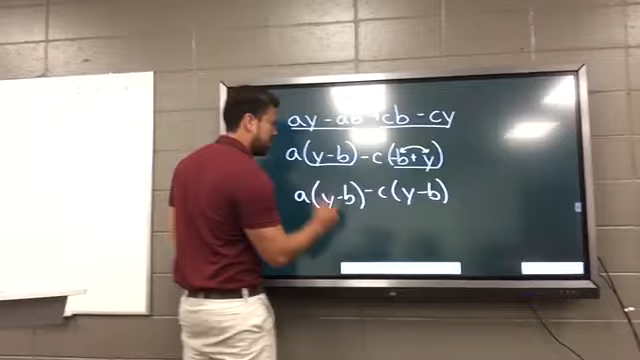 ay - ab + cb - cy
a(y-b) - c(-b+y)
a(y-b) - c(y-b)